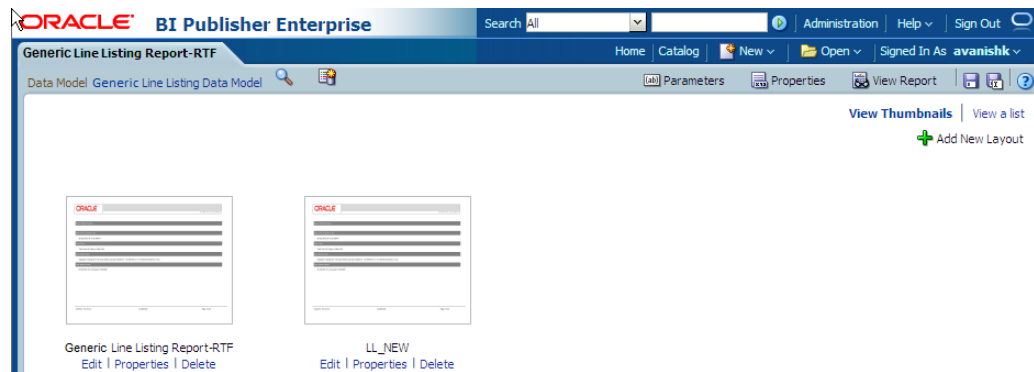 ORACLE BI Publisher Enterprise Search All Administration Help Sign Out
Generic Line Listing Report-RTF Home Catalog New Open Signed In As avanishk
Data Model Generic Line Listing Data Model Parameters Properties View Report
View Thumbnails View a list
Add New Layout
ORACLE ORACLE
Generic Line Listing Report-RTF LL_NEW
Edit | Properties | Delete Edit | Properties | Delete